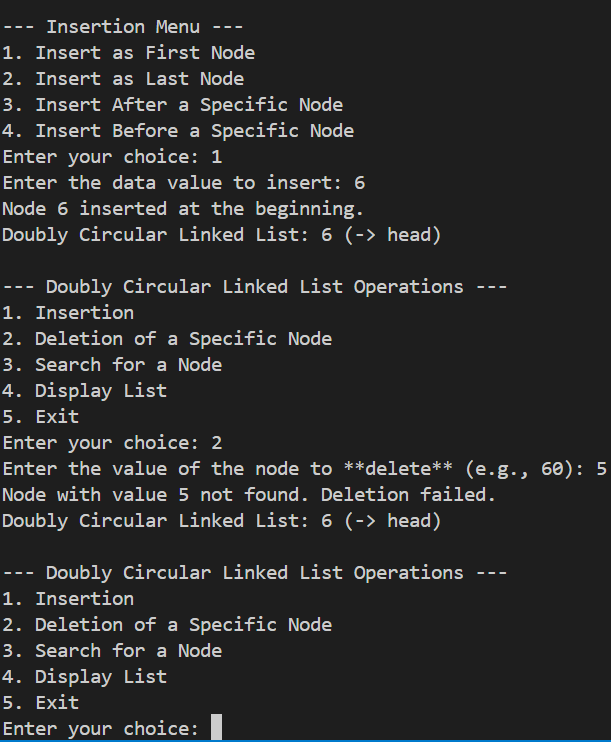 --- Insertion Menu ---
1. Insert as First Node
2. Insert as Last Node
3. Insert After a Specific Node
4. Insert Before a Specific Node
Enter your choice: 1
Enter the data value to insert: 6
Node 6 inserted at the beginning.
Doubly Circular Linked List: 6 (-> head)

--- Doubly Circular Linked List Operations ---
1. Insertion
2. Deletion of a Specific Node
3. Search for a Node
4. Display List
5. Exit
Enter your choice: 2
Enter the value of the node to **delete** (e.g., 60): 5
Node with value 5 not found. Deletion failed.
Doubly Circular Linked List: 6 (-> head)

--- Doubly Circular Linked List Operations ---
1. Insertion
2. Deletion of a Specific Node
3. Search for a Node
4. Display List
5. Exit
Enter your choice: